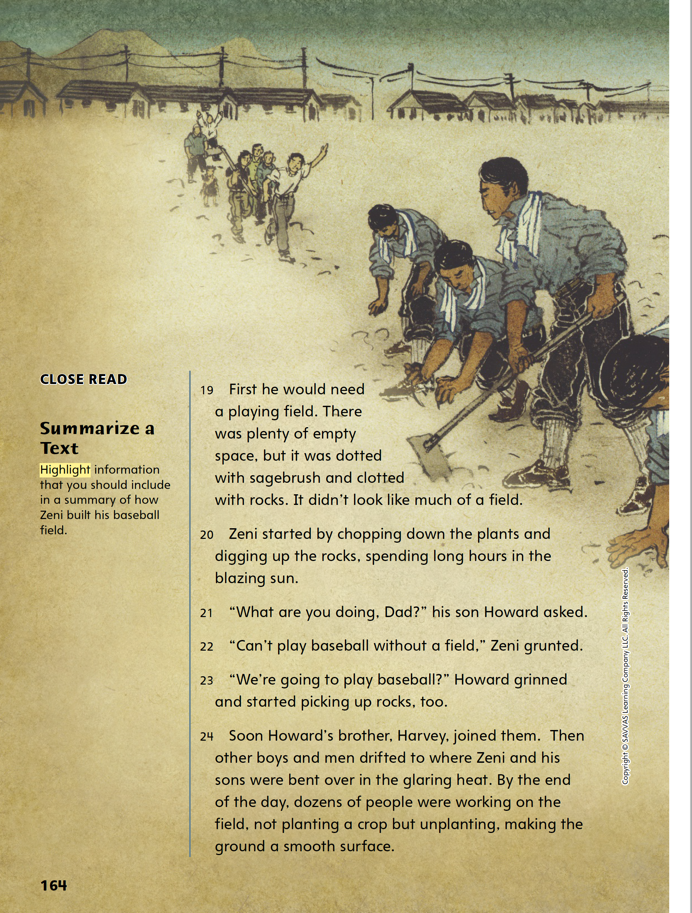 CLOSE READ
Summarize a
Text
Highlight information
that you should include
in a summary of how
Zeni built his baseball
field.
19 First he would need
a playing field. There
was plenty of empty
space, but it was dotted
with sagebrush and clotted
with rocks. It didn’t look like much of a field.
20 Zeni started by chopping down the plants and
digging up the rocks, spending long hours in the
blazing sun.
21 “What are you doing, Dad?” his son Howard asked.
22 “Can’t play baseball without a field,” Zeni grunted.
23 “We’re going to play baseball?” Howard grinned
and started picking up rocks, too.
24 Soon Howard’s brother, Harvey, joined them. Then
other boys and men drifted to where Zeni and his
sons were bent over in the glaring heat. By the end
of the day, dozens of people were working on the
field, not planting a crop but unplanting, making the
ground a smooth surface.
Copyright © SAVVAS Learning Company LLC. All Rights Reserved.
164